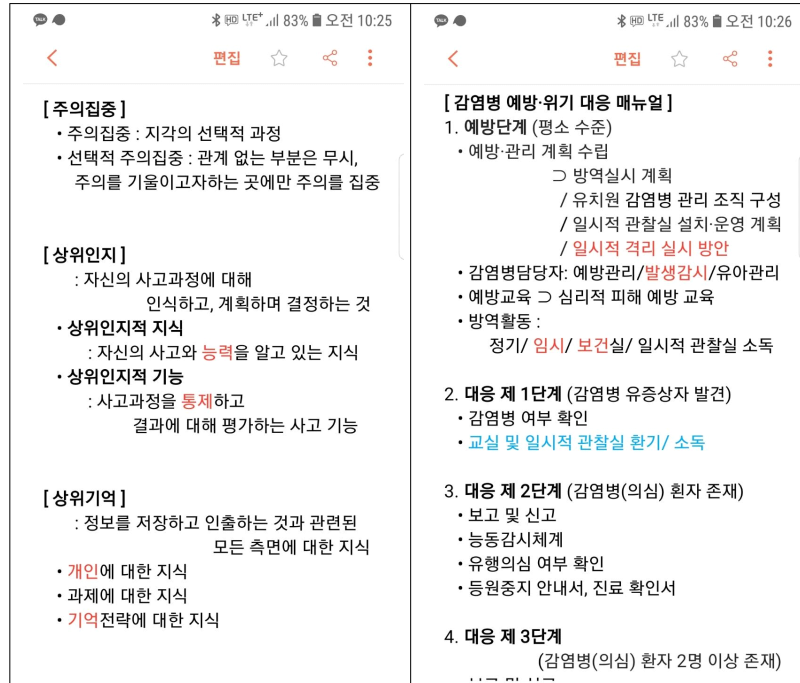 TALK HD LTE+ 83% 오전 10:25
편집
[ 주의집중 ]
• 주의집중 : 지각의 선택적 과정
• 선택적 주의집중 : 관계 없는 부분은 무시,
주의를 기울이고자하는 곳에만 주의를 집중
[ 상위인지 ]
: 자신의 사고과정에 대해
인식하고, 계획하며 결정하는 것
• 상위인지적 지식
: 자신의 사고와 능력을 알고 있는 지식
• 상위인지적 기능
: 사고과정을 통제하고
결과에 대해 평가하는 사고 기능
[ 상위기억 ]
: 정보를 저장하고 인출하는 것과 관련된
모든 측면에 대한 지식
• 개인에 대한 지식
• 과제에 대한 지식
• 기억전략에 대한 지식
TALK HD LTE 83% 오전 10:26
편집
[ 감염병 예방·위기 대응 매뉴얼 ]
1. 예방단계 (평소 수준)
• 예방·관리 계획 수립
⊃ 방역실시 계획
/ 유치원 감염병 관리 조직 구성
/ 일시적 관찰실 설치·운영 계획
/ 일시적 격리 실시 방안
• 감염병담당자: 예방관리/발생감시/유아관리
• 예방교육 ⊃ 심리적 피해 예방 교육
• 방역활동 :
정기/ 임시/ 보건실/ 일시적 관찰실 소독
2. 대응 제 1단계 (감염병 유증상자 발견)
• 감염병 여부 확인
• 교실 및 일시적 관찰실 환기/ 소독
3. 대응 제 2단계 (감염병(의심) 횐자 존재)
• 보고 및 신고
• 능동감시체계
• 유행의심 여부 확인
• 등원중지 안내서, 진료 확인서
4. 대응 제 3단계
(감염병(의심) 환자 2명 이상 존재)